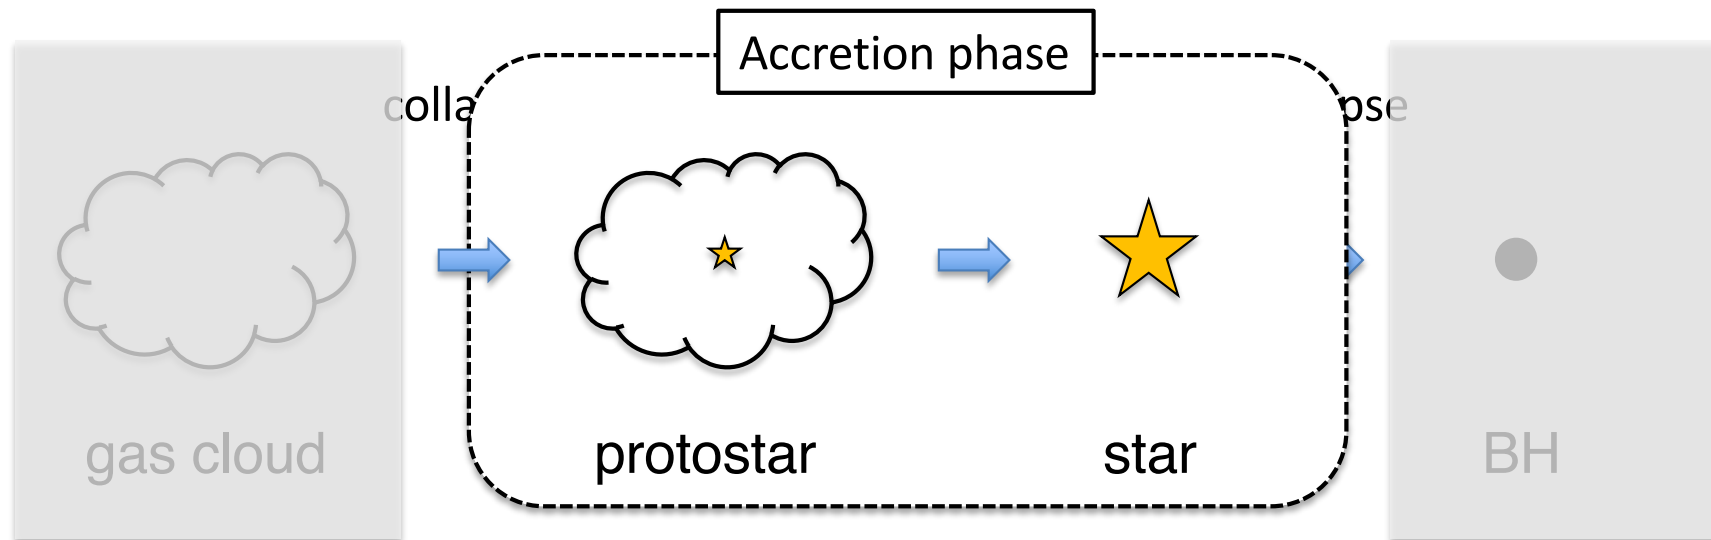 Accretion phase
colla
pse
gas cloud
protostar
star
BH